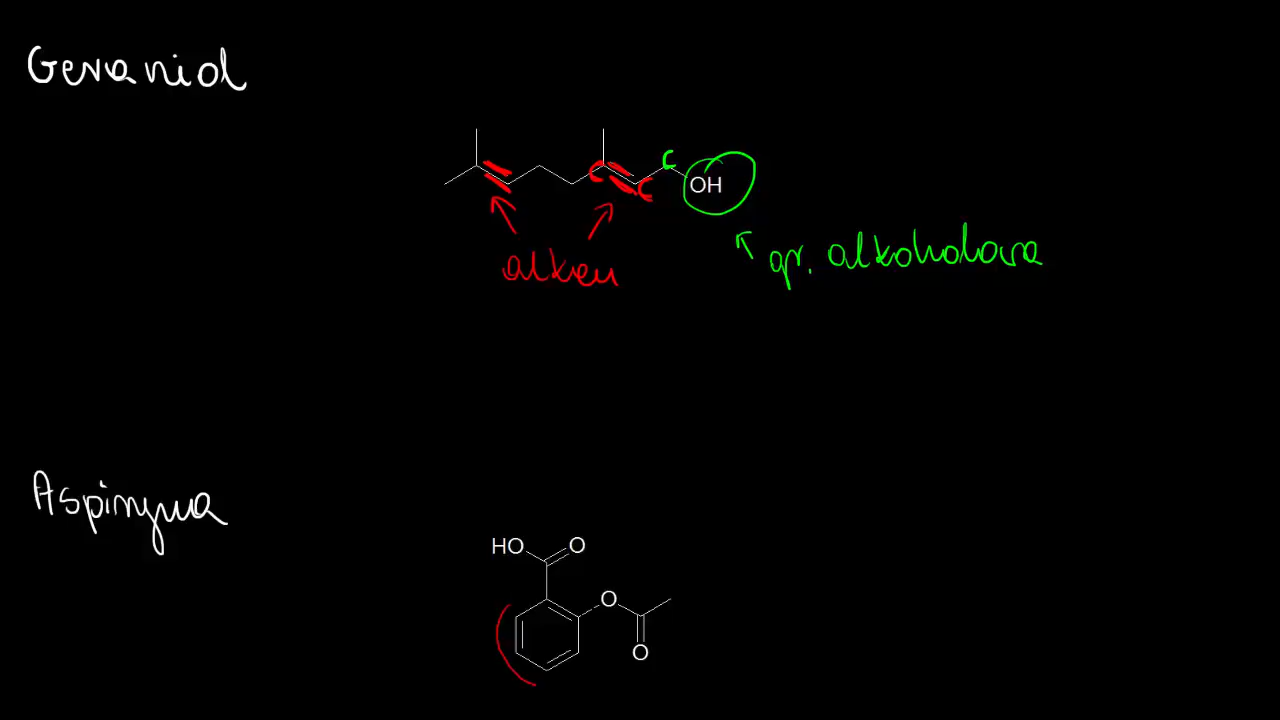 Geraniol
C C C OH
alken
gr. alkoholowa
Aspiryna
HO O
O
O